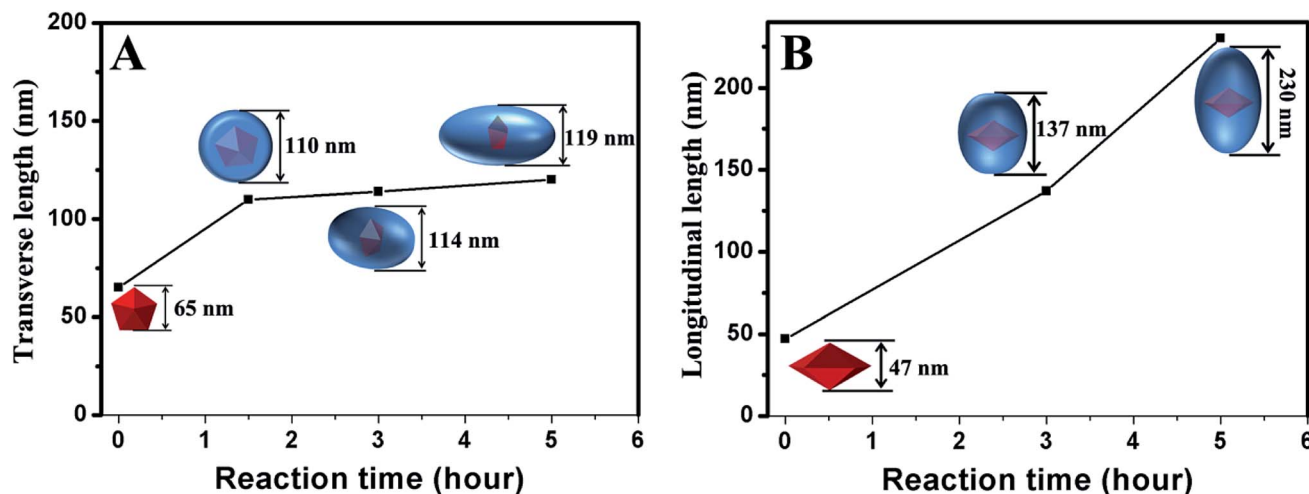 A
Transverse length (nm)
200
150
100
50
0
110 nm
119 nm
114 nm
65 nm
0 1 2 3 4 5 6
Reaction time (hour)
B
Longitudinal length (nm)
200
150
100
50
0
137 nm
230 nm
47 nm
0 1 2 3 4 5 6
Reaction time (hour)